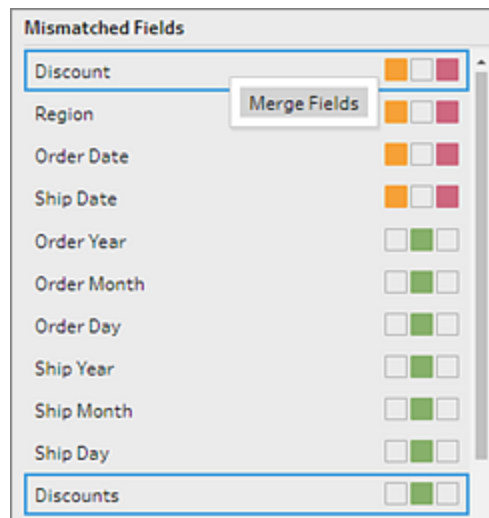 Mismatched Fields
Discount
Merge Fields
Region
Order Date
Ship Date
Order Year
Order Month
Order Day
Ship Year
Ship Month
Ship Day
Discounts